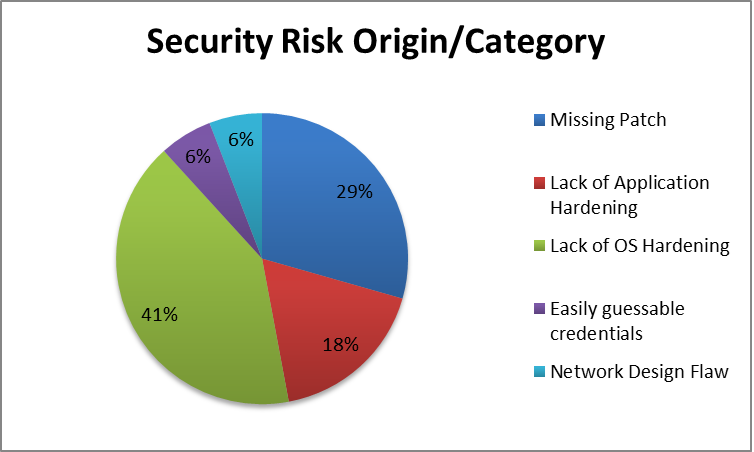 Security Risk Origin/Category
6%
6%
29%
41%
18%
Missing Patch
Lack of Application
Hardening
Lack of OS Hardening
Easily guessable
credentials
Network Design Flaw